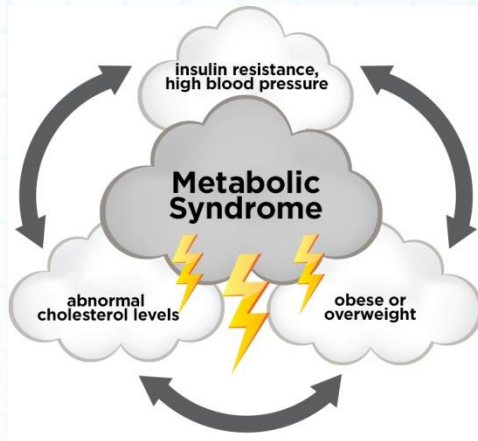 insulin resistance,
high blood pressure
Metabolic
Syndrome
abnormal
cholesterol levels
obese or
overweight